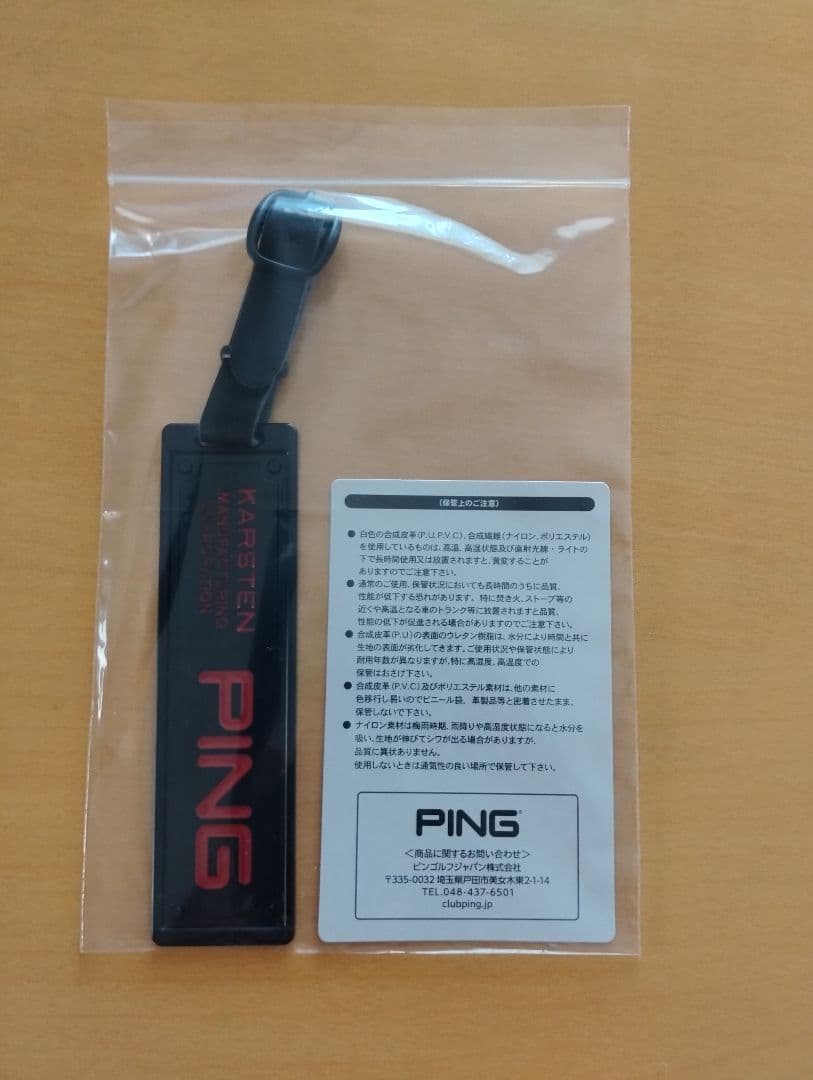 KARSTEN
MANUFACTURING
CORPORATION
PING
(保管上のご注意)
● 白色の合成皮革(P.U,P.V.C)、合成繊維(ナイロン、ポリエステル)
を使用しているものは、高温、高湿状態及び直射光線・ライトの
下で長時間使用又は放置されますと、黄変することが
ありますのでご注意下さい。
● 通常のご使用、保管状況においても長時間のうちに品質、
性能が低下する恐れがあります。特に焚き火、ストーブ等の
近くや高温となる車のトランク等に放置されますと品質、
性能の低下が促進される場合がありますのでご注意下さい。
● 合成皮革(P.U.)の表面のウレタン樹脂は、水分により時間と共に
生地の表面が劣化してきます。ご使用状況や保管状態により
耐用年数が異なりますが、特に高湿度、高温度での
保管はおさけ下さい。
● 合成皮革(P.V.C)及びポリエステル素材は、他の素材に
色移行し易いのでビニール袋、革製品等と密着させたまま、
保管しないで下さい。
● ナイロン素材は梅雨時期、雨降りや高湿度状態になると水分を
吸い、生地が伸びてシワが出る場合がありますが、
品質に異状ありません。
使用しないときは通気性の良い場所で保管して下さい。
PING®
<商品に関するお問い合わせ>
ピンゴルフジャパン株式会社
〒335-0032 埼玉県戸田市美女木東2-1-14
TEL.048-437-6501
clubping.jp